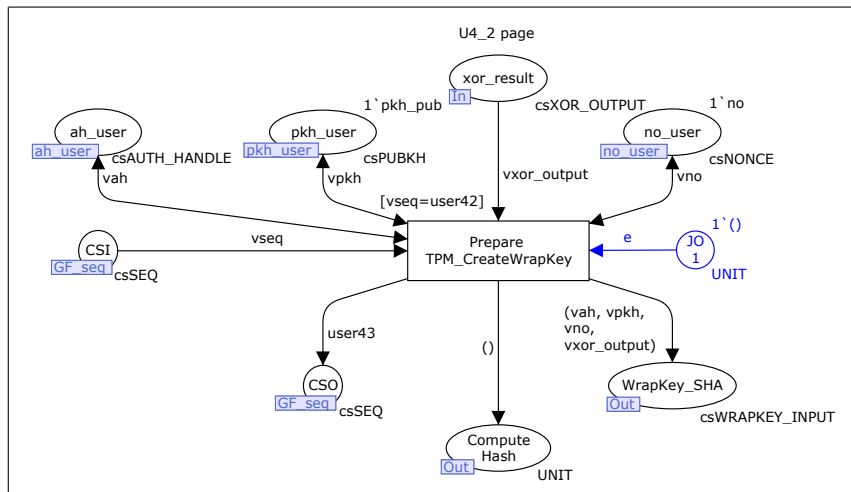 U4_2 page
xor_result
In
csXOR_OUTPUT
1`pkh_pub
pkh_user
pkh_user
csPUBKH
ah_user
ah_user
csAUTH_HANDLE
1`no
no_user
no_user
csNONCE
vah
vpkh
vxor_output
vno
[vseq=user42]
Prepare
TPM_CreateWrapKey
CSI
GF_seq
csSEQ
vseq
e
1`()
JO
1
UNIT
user43
()
(vah, vpkh,
vno,
vxor_output)
CSO
GF_seq
csSEQ
WrapKey_SHA
Out
csWRAPKEY_INPUT
Compute
Hash
Out
UNIT